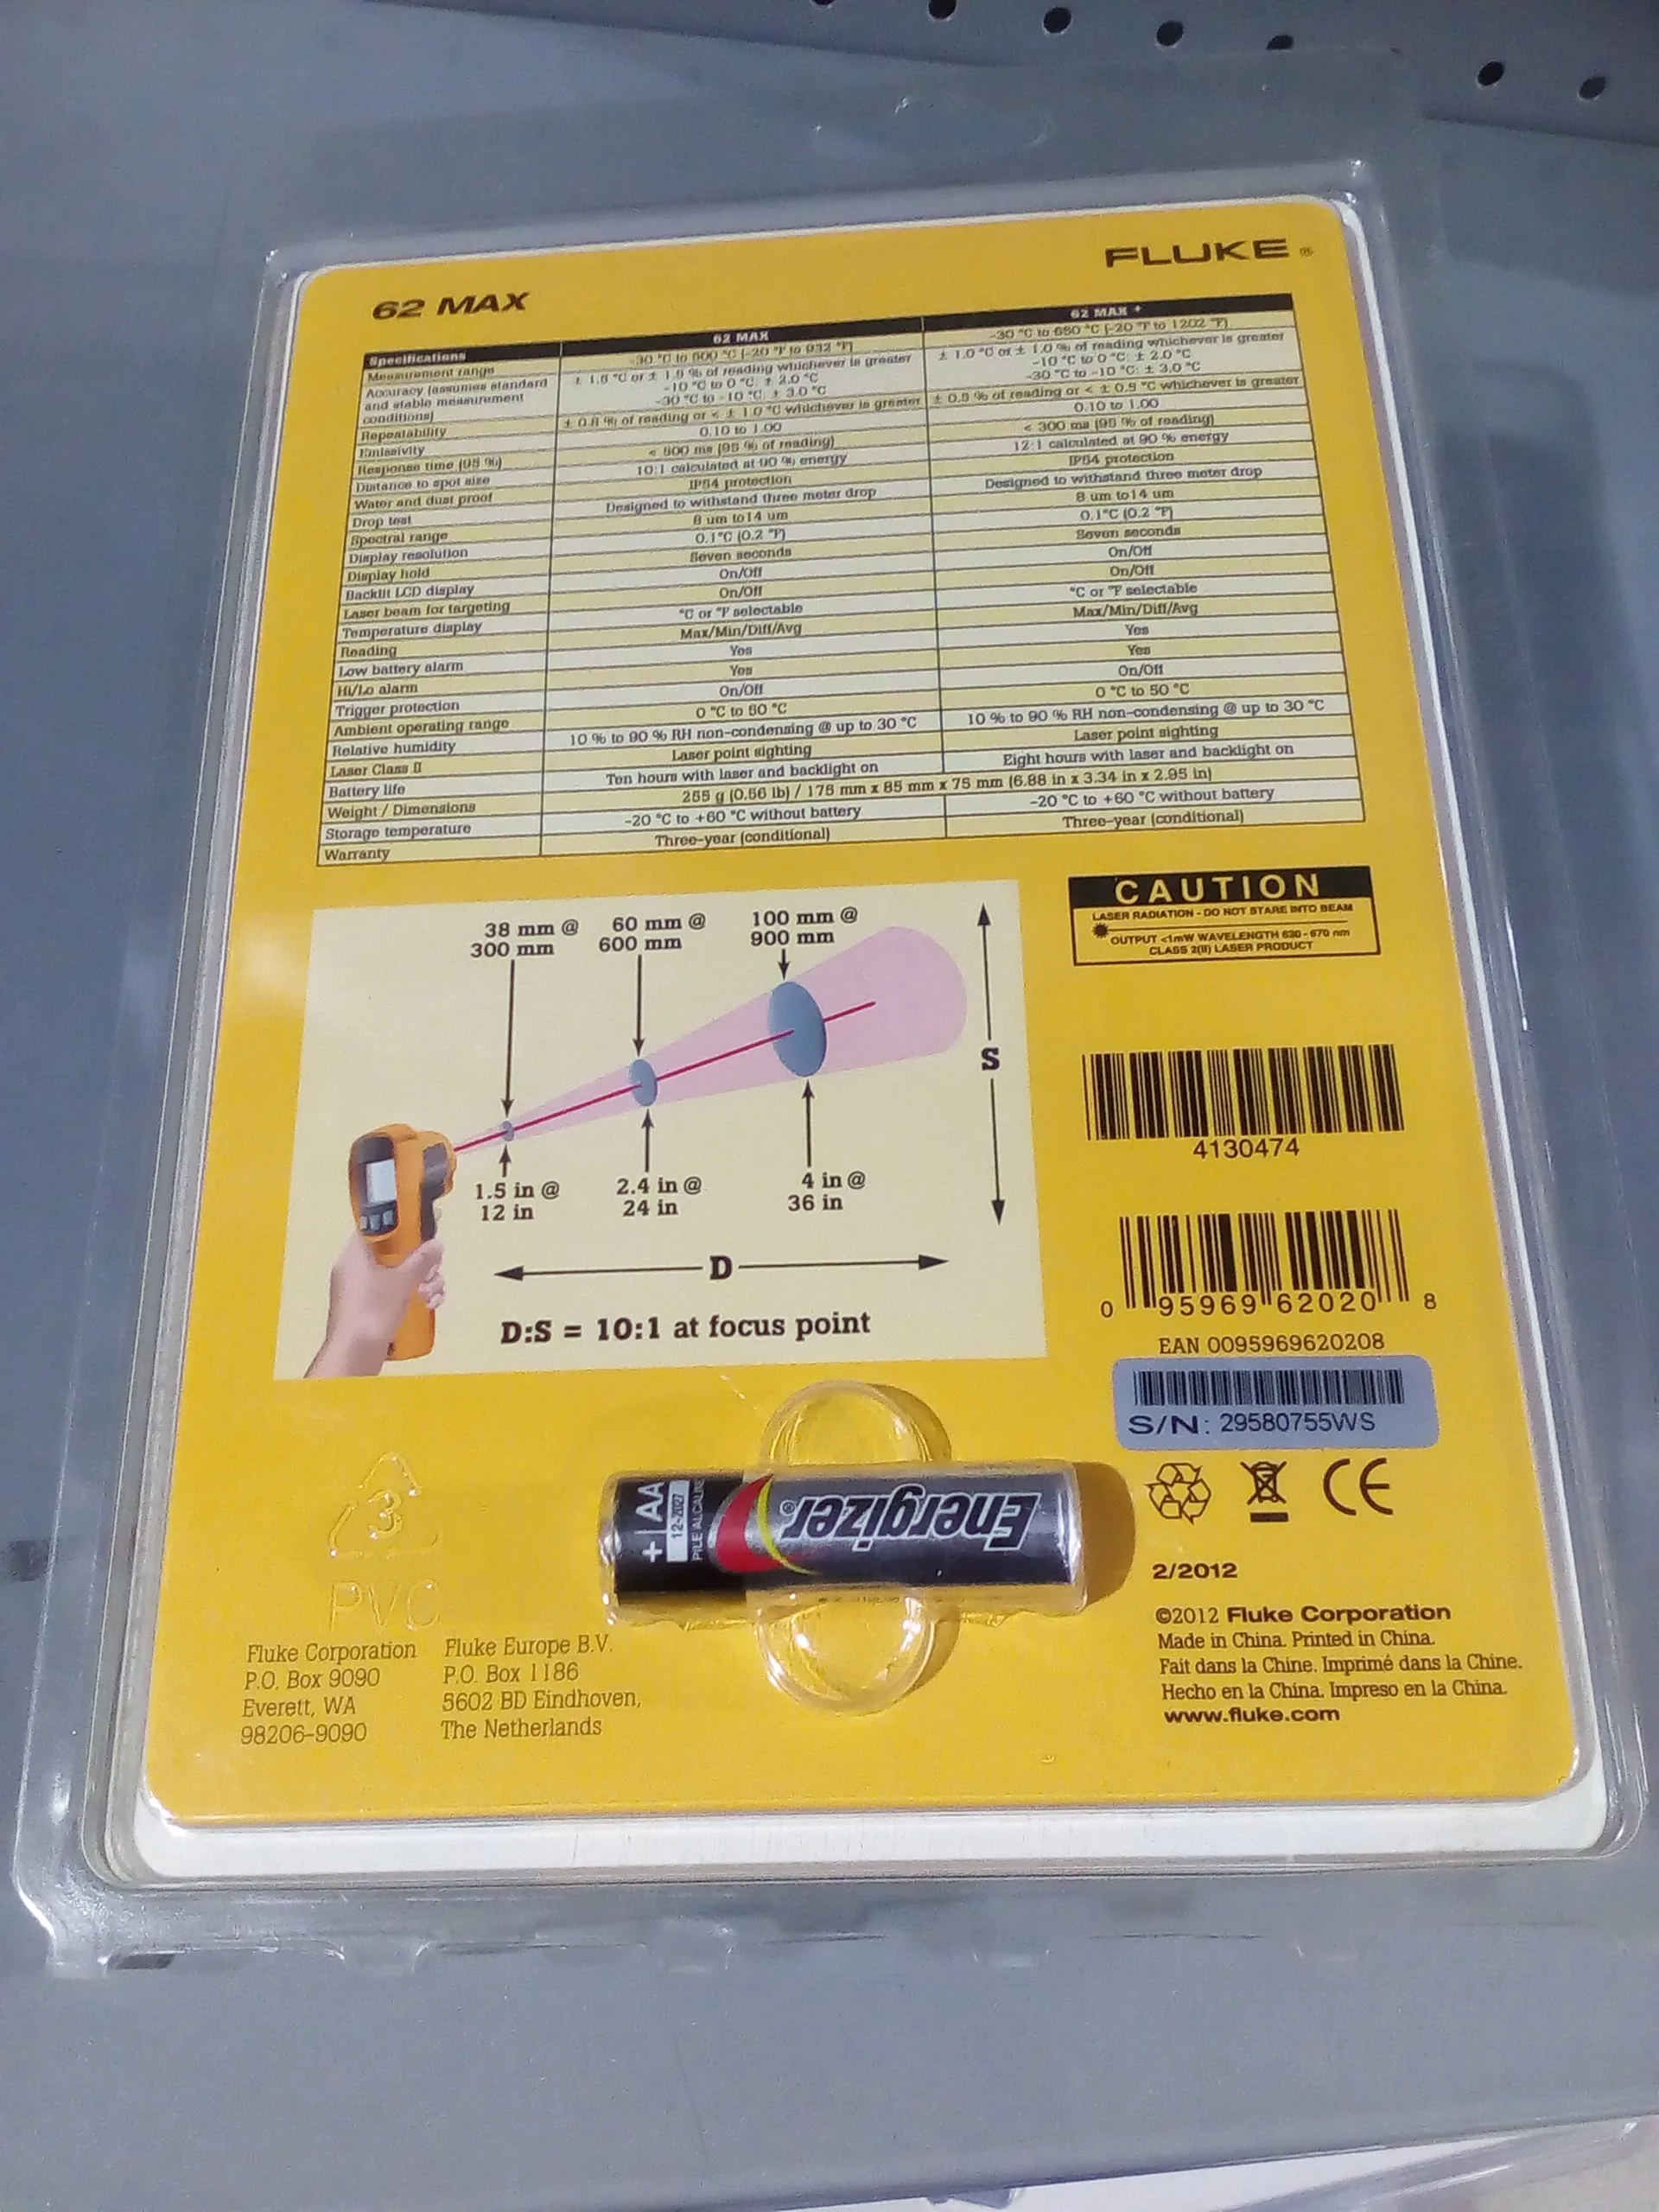 FLUKE ®
62 MAX
Specifications 62 MAX 62 MAX +
Measurement range -30 °C to 500 °C (-20 °F to 932 °F) -30 °C to 650 °C (-20 °F to 1202 °F)
Accuracy (assumes standard and stable measurement conditions) ± 1.5 °C or ± 1.5 % of reading whichever is greater ± 1.0 °C or ± 1.0 % of reading whichever is greater
-10 °C to 0 °C: ± 2.0 °C -10 °C to 0 °C: ± 2.0 °C
-30 °C to -10 °C: ± 3.0 °C -30 °C to -10 °C: ± 3.0 °C
Repeatability ± 0.8 % of reading or < ± 1.0 °C whichever is greater ± 0.5 % of reading or < ± 0.5 °C whichever is greater
Emissivity 0.10 to 1.00 0.10 to 1.00
Response time (95 %) < 500 ms (95 % of reading) < 300 ms (95 % of reading)
Distance to spot size 10:1 calculated at 90 % energy 12:1 calculated at 90 % energy
Water and dust proof IP54 protection IP54 protection
Drop test Designed to withstand three meter drop Designed to withstand three meter drop
Spectral range 8 um to14 um 8 um to14 um
Display resolution 0.1°C (0.2 °F) 0.1°C (0.2 °F)
Display hold Seven seconds Seven seconds
Backlit LCD display On/Off On/Off
Laser beam for targeting On/Off On/Off
Temperature display °C or °F selectable °C or °F selectable
Reading Max/Min/Diff/Avg Max/Min/Diff/Avg
Low battery alarm Yes Yes
Hi/Lo alarm Yes Yes
Trigger protection On/Off On/Off
Ambient operating range 0 °C to 50 °C 0 °C to 50 °C
Relative humidity 10 % to 90 % RH non-condensing @ up to 30 °C 10 % to 90 % RH non-condensing @ up to 30 °C
Laser Class II Laser point sighting Laser point sighting
Battery life Ten hours with laser and backlight on Eight hours with laser and backlight on
Weight / Dimensions 255 g (0.56 lb) / 175 mm x 85 mm x 75 mm (6.88 in x 3.34 in x 2.95 in)
Storage temperature -20 °C to +60 °C without battery -20 °C to +60 °C without battery
Warranty Three-year (conditional) Three-year (conditional)
CAUTION
LASER RADIATION - DO NOT STARE INTO BEAM
OUTPUT <1mW WAVELENGTH 630 - 670 nm
CLASS 2(II) LASER PRODUCT
38 mm @ 60 mm @ 100 mm @
300 mm 600 mm 900 mm
S
1.5 in @ 2.4 in @ 4 in @
12 in 24 in 36 in
D
D:S = 10:1 at focus point
4130474
0 95969 62020 8
EAN 0095969620208
S/N: 29580755WS
3
PVC
+ AA
12-2027
PILE ALCALINE
Energizer®
CE
2/2012
©2012 Fluke Corporation
Made in China. Printed in China.
Fait dans la Chine. Imprimé dans la Chine.
Hecho en la China. Impreso en la China.
www.fluke.com
Fluke Corporation
P.O. Box 9090
Everett, WA
98206-9090
Fluke Europe B.V.
P.O. Box 1186
5602 BD Eindhoven,
The Netherlands